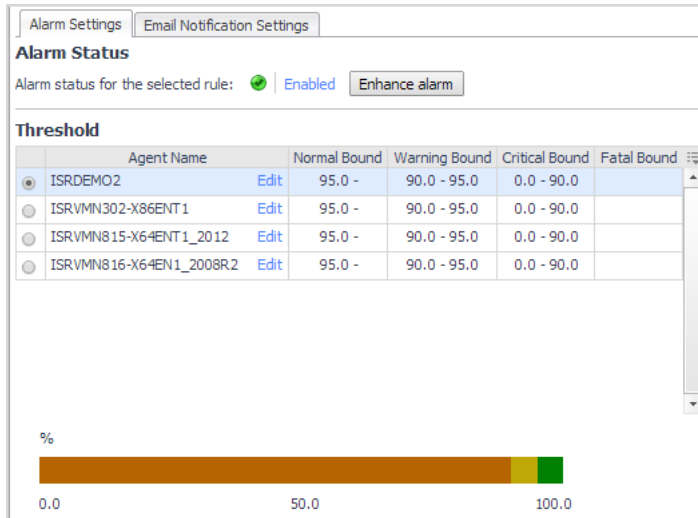 Alarm Settings Email Notification Settings
Alarm Status
Alarm status for the selected rule: Enabled Enhance alarm
Threshold
Agent Name Normal Bound Warning Bound Critical Bound Fatal Bound
ISRDEMO2 Edit 95.0 - 90.0 - 95.0 0.0 - 90.0
ISRVMN302-X86ENT1 Edit 95.0 - 90.0 - 95.0 0.0 - 90.0
ISRVMN815-X64ENT1_2012 Edit 95.0 - 90.0 - 95.0 0.0 - 90.0
ISRVMN816-X64EN1_2008R2 Edit 95.0 - 90.0 - 95.0 0.0 - 90.0
%
0.0 50.0 100.0